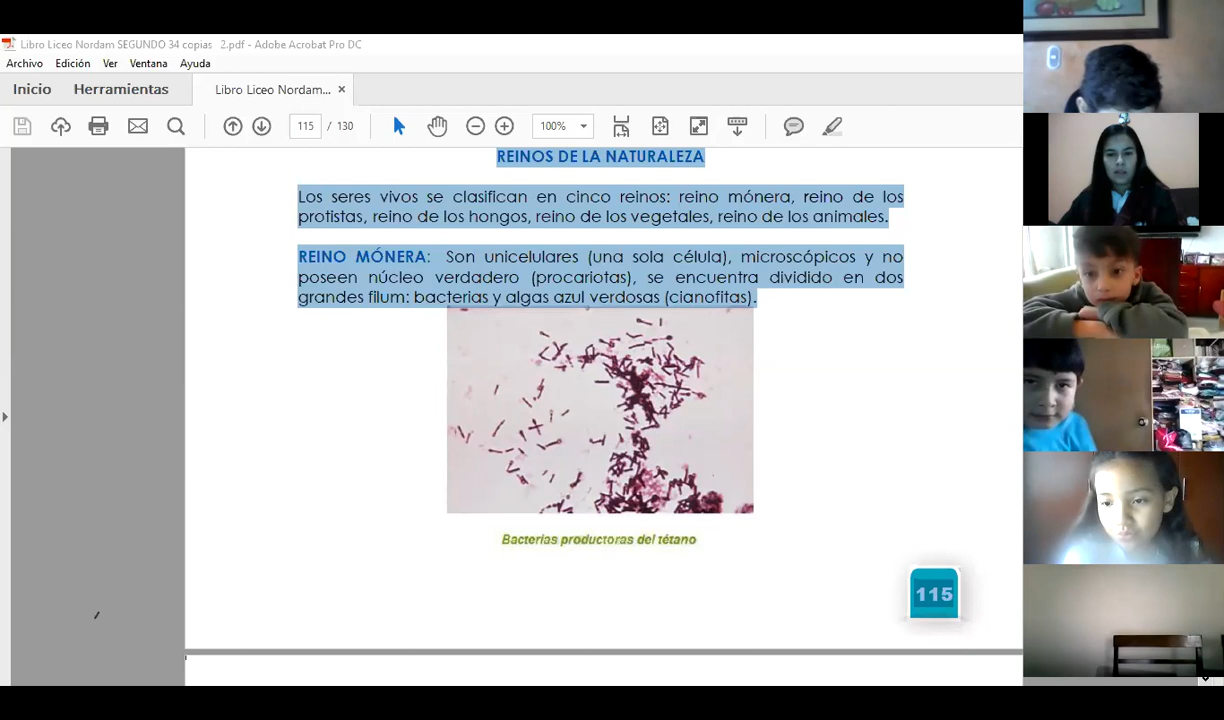 Libro Liceo Nordam SEGUNDO 34 copias 2.pdf - Adobe Acrobat Pro DC
Archivo Edición Ver Ventana Ayuda
Inicio Herramientas Libro Liceo Nordam... ×
115 / 130 100%
REINOS DE LA NATURALEZA
Los seres vivos se clasifican en cinco reinos: reino mónera, reino de los
protistas, reino de los hongos, reino de los vegetales, reino de los animales.
REINO MÓNERA: Son unicelulares (una sola célula), microscópicos y no
poseen núcleo verdadero (procariotas), se encuentra dividido en dos
grandes filum: bacterias y algas azul verdosas (cianofitas).
Bacterias productoras del tétano
115